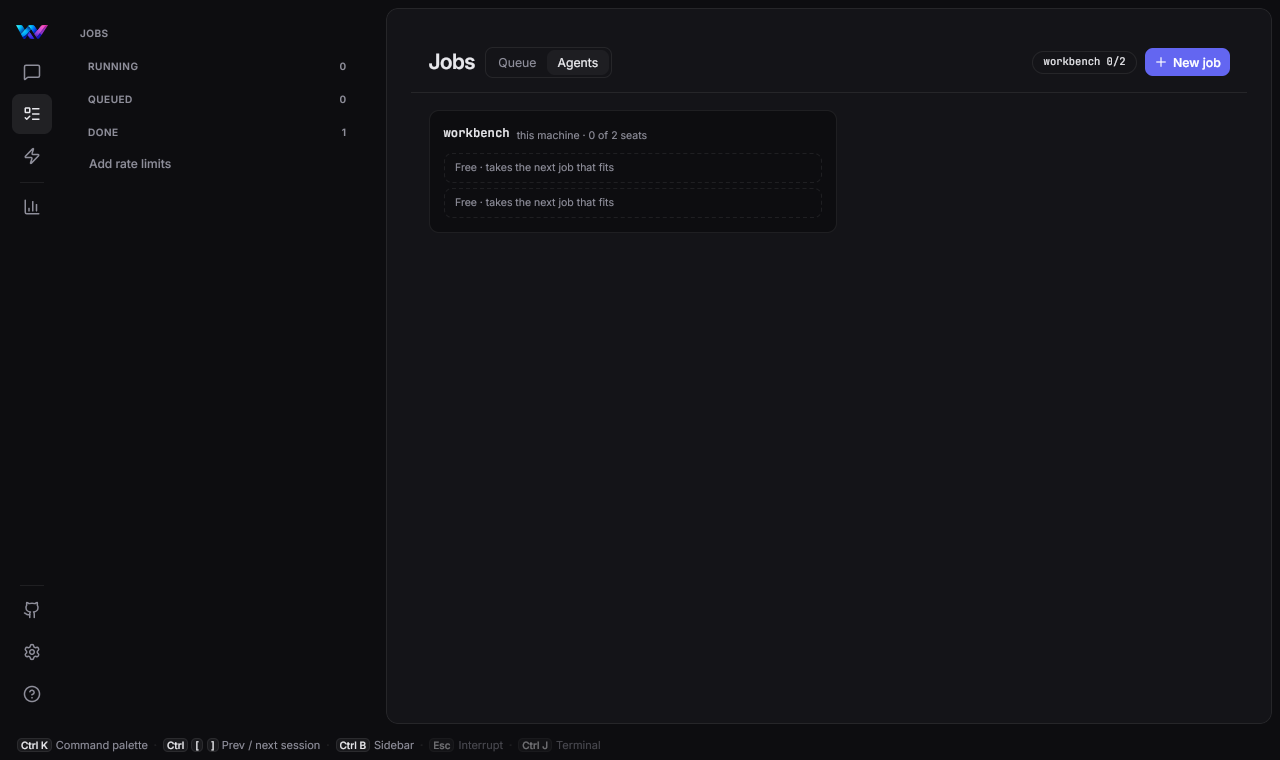 JOBS
RUNNING 0
QUEUED 0
DONE 1
Add rate limits
Jobs Queue Agents workbench 0/2 + New job
workbench this machine · 0 of 2 seats
Free · takes the next job that fits
Free · takes the next job that fits
Ctrl K Command palette · Ctrl [ ] Prev / next session · Ctrl B Sidebar · Esc Interrupt · Ctrl J Terminal